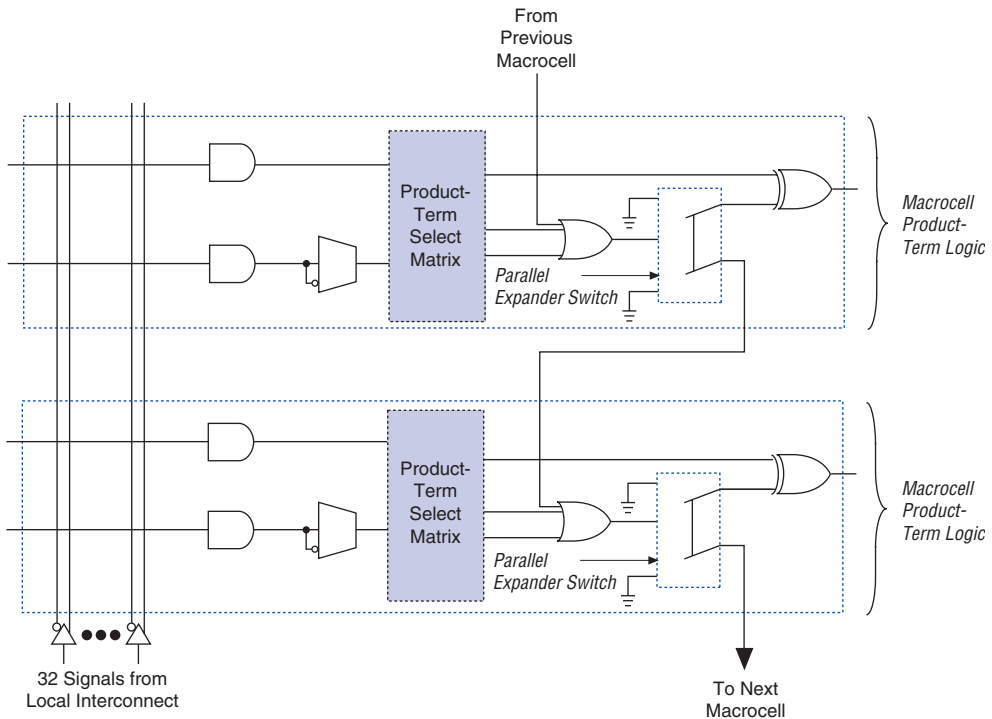 From
Previous
Macrocell
Product-
Term
Select
Matrix
Parallel
Expander Switch
Macrocell
Product-
Term Logic
Product-
Term
Select
Matrix
Parallel
Expander Switch
Macrocell
Product-
Term Logic
32 Signals from
Local Interconnect
To Next
Macrocell